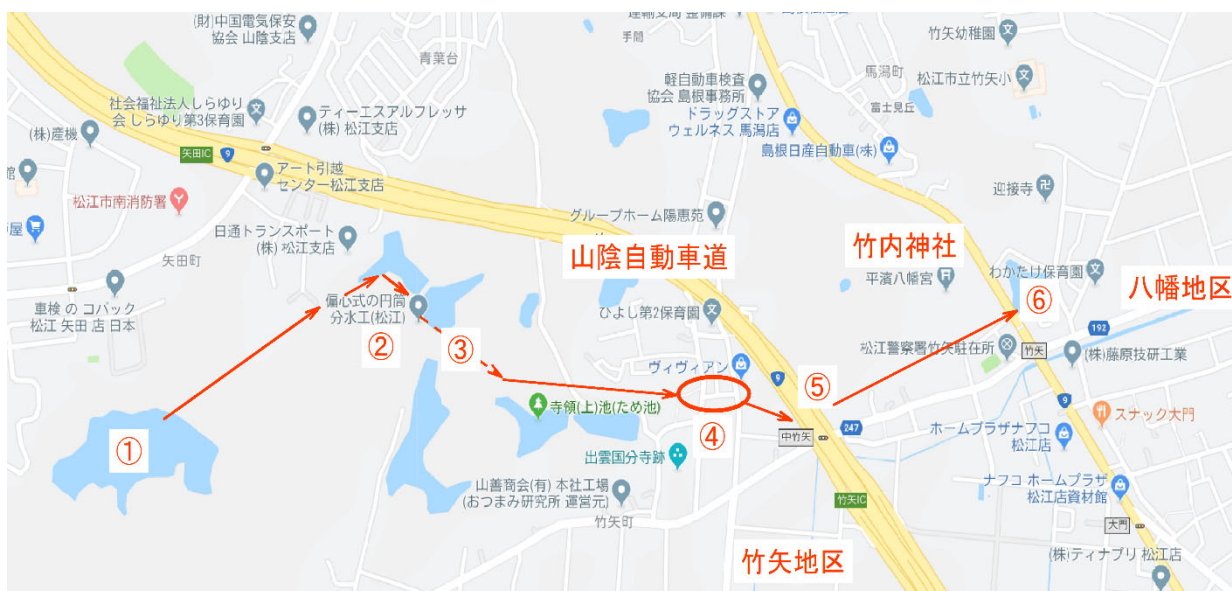 (財)中国電気保安
協会 山陰支店
手間
竹矢幼稚園
青葉台
馬潟町
松江市立竹矢小
軽自動車検査
協会 島根事務所
富士見丘
社会福祉法人しらゆり
会 しらゆり第3保育園
ティーエスアルフレッサ
(株) 松江支店
ドラッグストア
ウェルネス 馬潟店
(株)産機
島根日産自動車(株)
矢田IC
9
アート引越
センター松江支店
館
迎接寺
松江市南消防署
グループホーム陽恵苑
屋
日通トランスポート
(株) 松江支店
竹内神社
矢田町
山陰自動車道
平濱八幡宮
わかたけ保育園
八幡地区
車検 の コバック
松江 矢田 店 日本
偏心式の円筒
分水工(松江)
ひよし第2保育園
⑥
192
②
③
松江警察署竹矢駐在所
竹矢
(株)藤原技研工業
ヴィヴィアン
9
⑤
9
寺領(上)池(ため池)
①
④
中竹矢
247
ホームプラザナフコ
松江店
スナック大門
出雲国分寺跡
山善商会(有) 本社工場
(おつまみ研究所 運営元)
竹矢IC
ナフコ ホームプラザ
松江店資材館
竹矢町
大門
竹矢地区
(株)ティナブリ 松江店